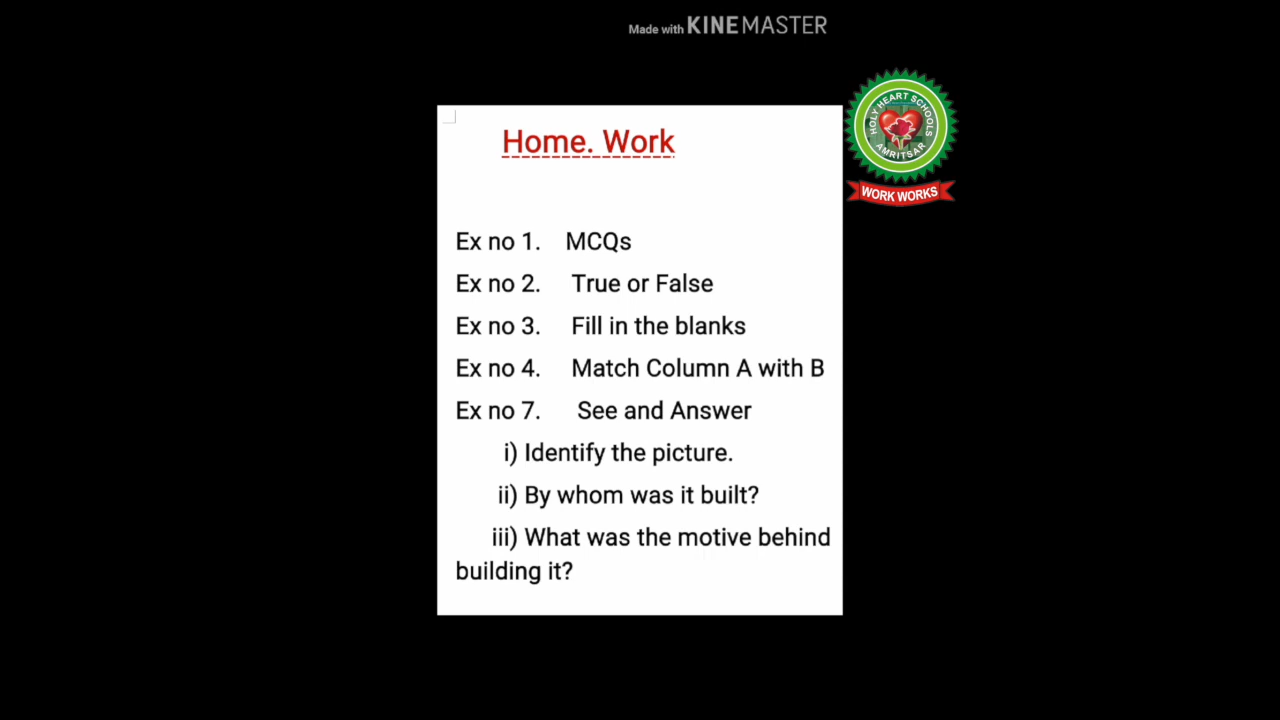 Made with KINEMASTER
HOLY HEART SCHOOLS
AMRITSAR
WORK WORKS
Home. Work
Ex no 1. MCQs
Ex no 2. True or False
Ex no 3. Fill in the blanks
Ex no 4. Match Column A with B
Ex no 7. See and Answer
i) Identify the picture.
ii) By whom was it built?
iii) What was the motive behind
building it?